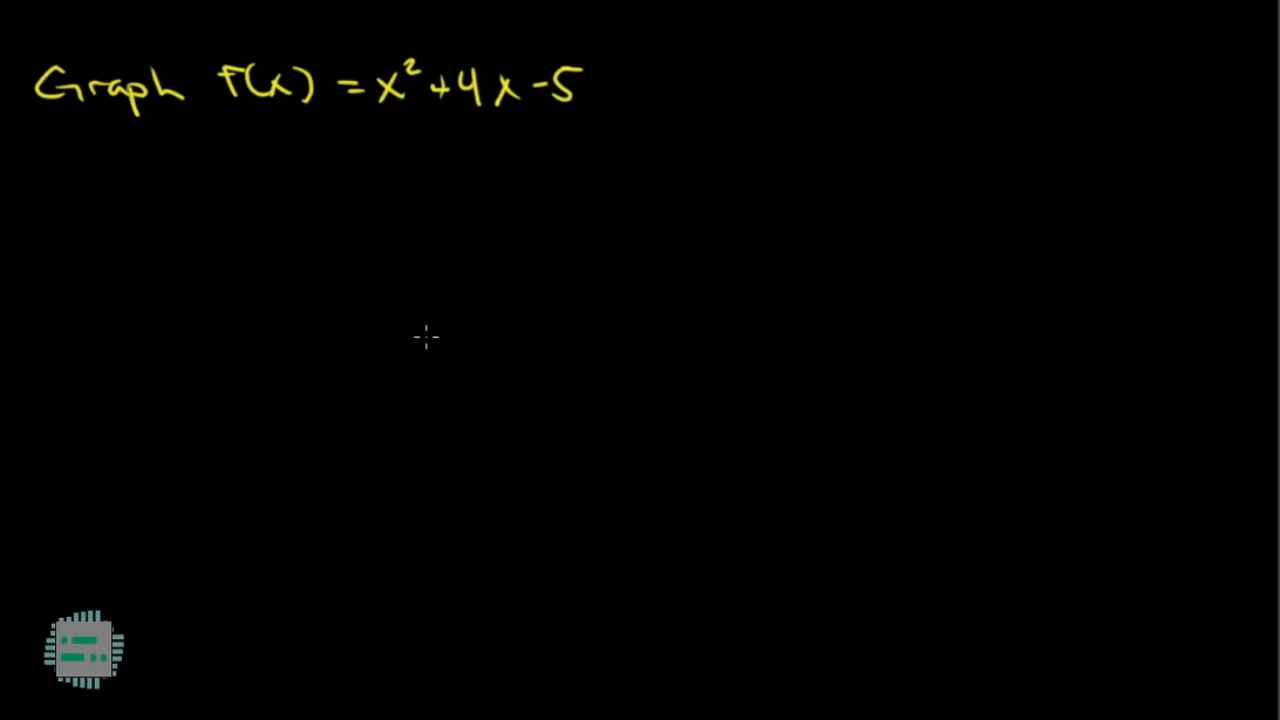 Graph f(x) = x² + 4x - 5